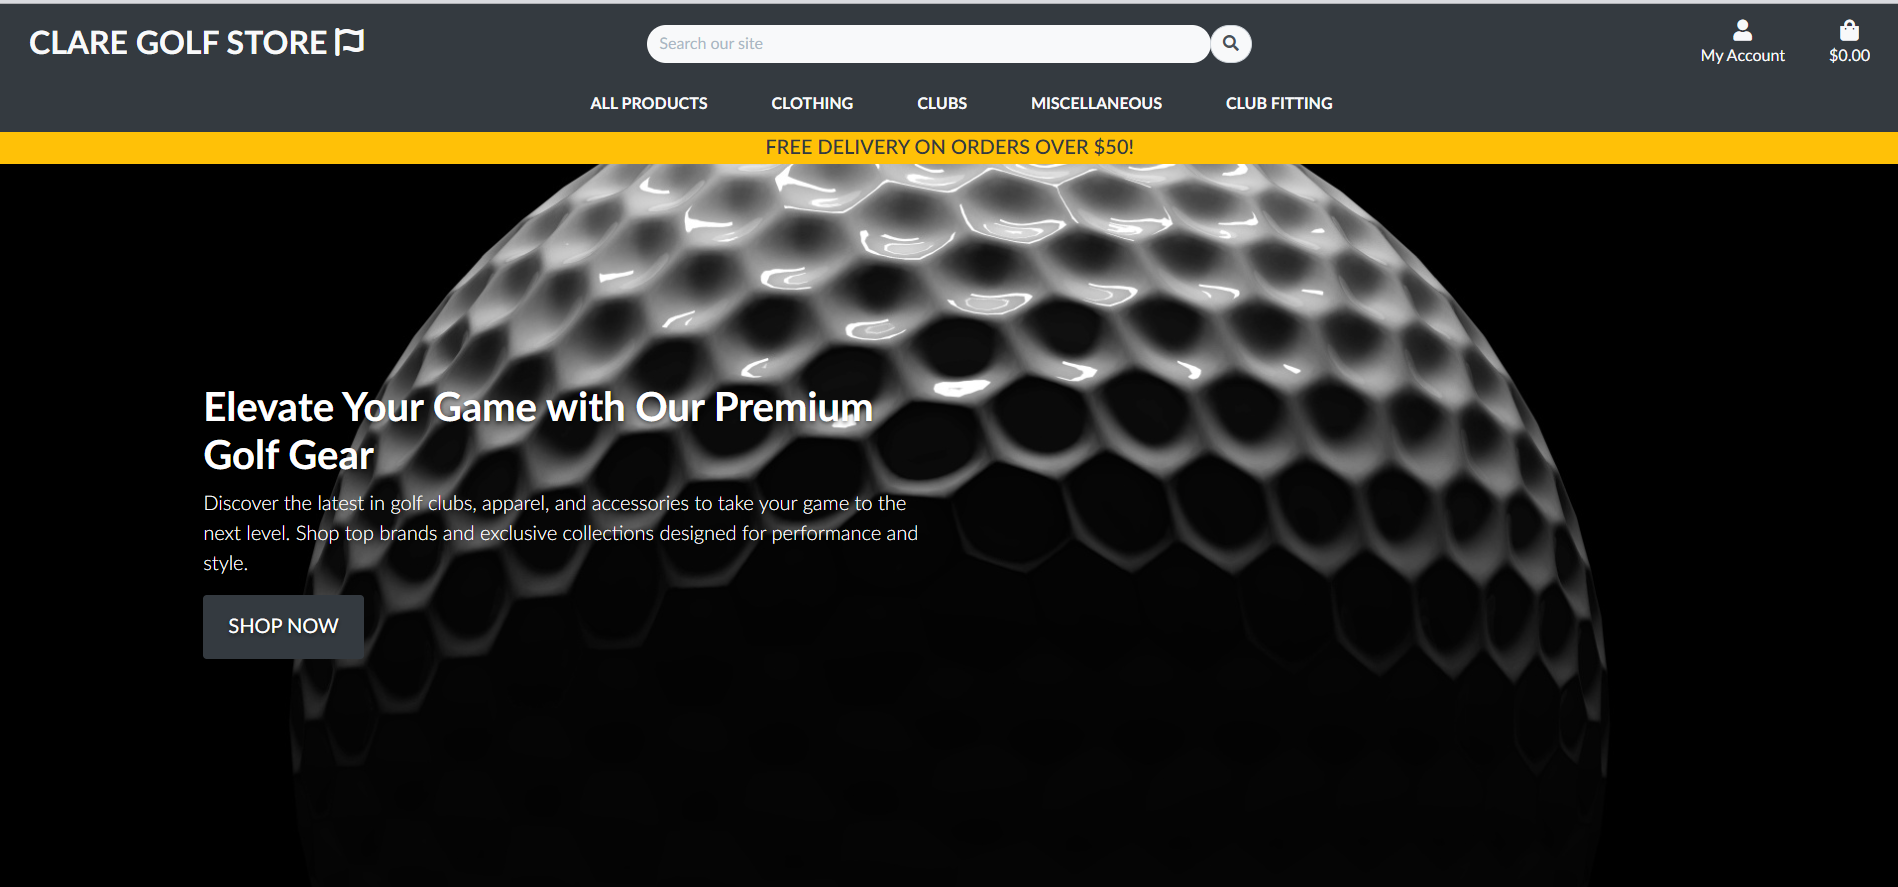 CLARE GOLF STORE
Search our site
My Account
$0.00
ALL PRODUCTS CLOTHING CLUBS MISCELLANEOUS CLUB FITTING
FREE DELIVERY ON ORDERS OVER $50!
Elevate Your Game with Our Premium
Golf Gear
Discover the latest in golf clubs, apparel, and accessories to take your game to the
next level. Shop top brands and exclusive collections designed for performance and
style.
SHOP NOW